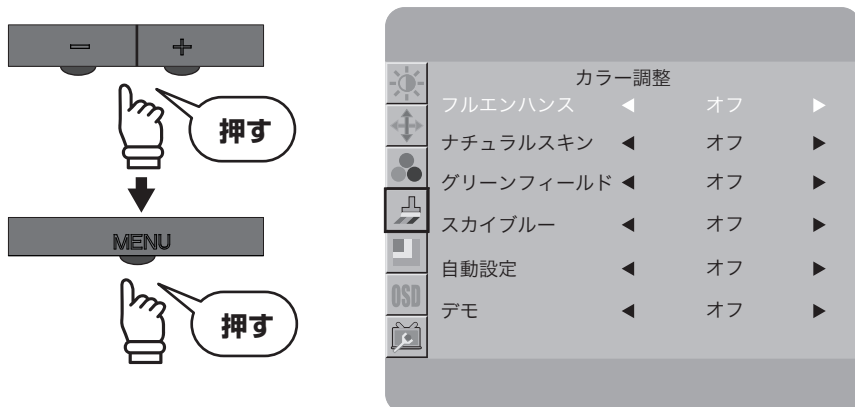 − +
押す
MENU
押す
カラー調整
フルエンハンス ◀ オフ ▶
ナチュラルスキン ◀ オフ ▶
グリーンフィールド ◀ オフ ▶
スカイブルー ◀ オフ ▶
自動設定 ◀ オフ ▶
OSD
デモ ◀ オフ ▶